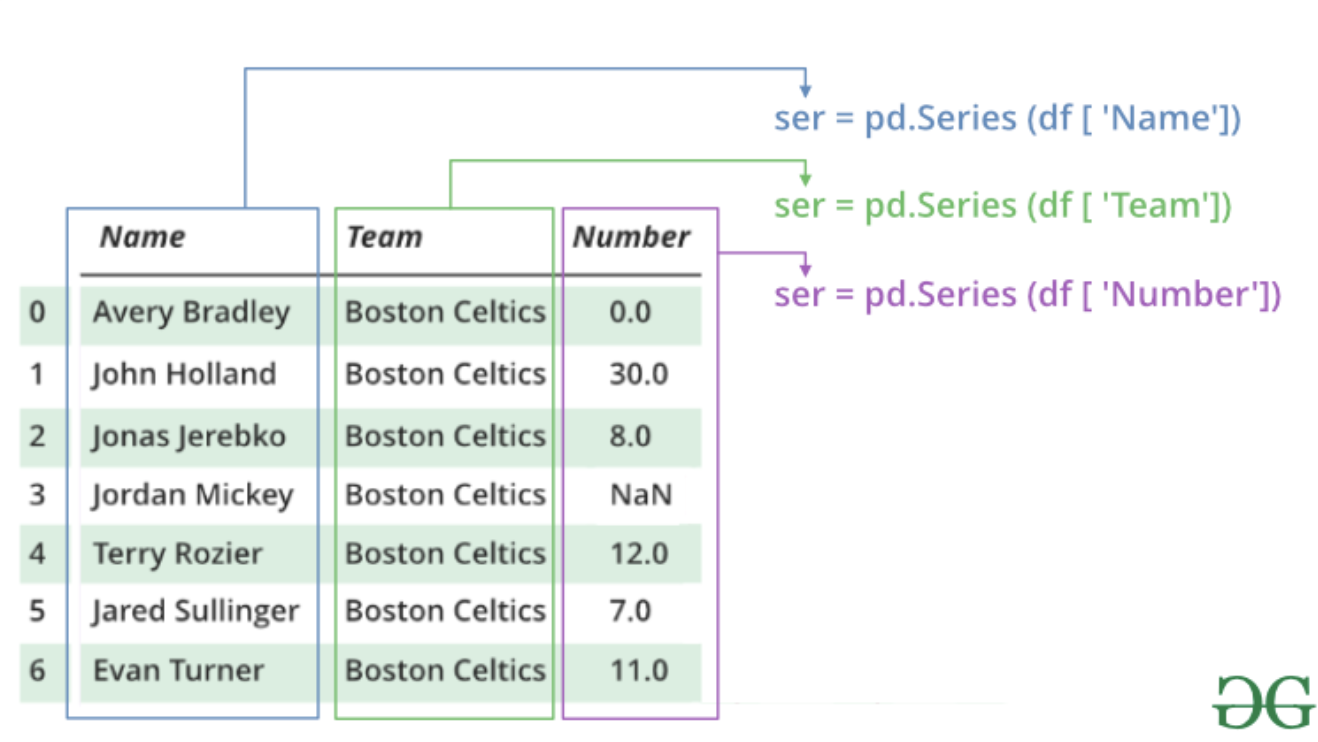 ser = pd.Series (df [ 'Name'])
ser = pd.Series (df [ 'Team'])
ser = pd.Series (df [ 'Number'])
Name Team Number
0 Avery Bradley Boston Celtics 0.0
1 John Holland Boston Celtics 30.0
2 Jonas Jerebko Boston Celtics 8.0
3 Jordan Mickey Boston Celtics NaN
4 Terry Rozier Boston Celtics 12.0
5 Jared Sullinger Boston Celtics 7.0
6 Evan Turner Boston Celtics 11.0